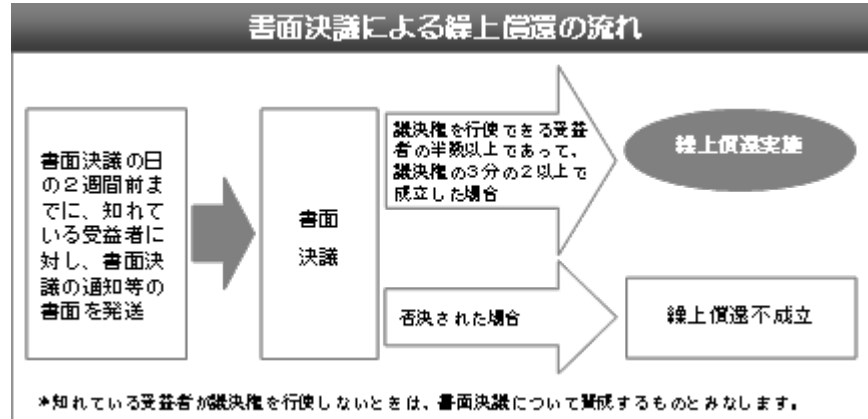 書面決議による繰上償還の流れ
書面決議の日
の２週間前ま
でに、知れて
いる受益者に
対し、書面決
議の通知等の
書面を発送
書面
決議
議決権を行使できる受益
者の半数以上であって、
議決権の３分の２以上で
成立した場合
繰上償還実施
否決された場合
繰上償還不成立
*知れている受益者が議決権を行使しないときは、書面決議について賛成するものとみなします。